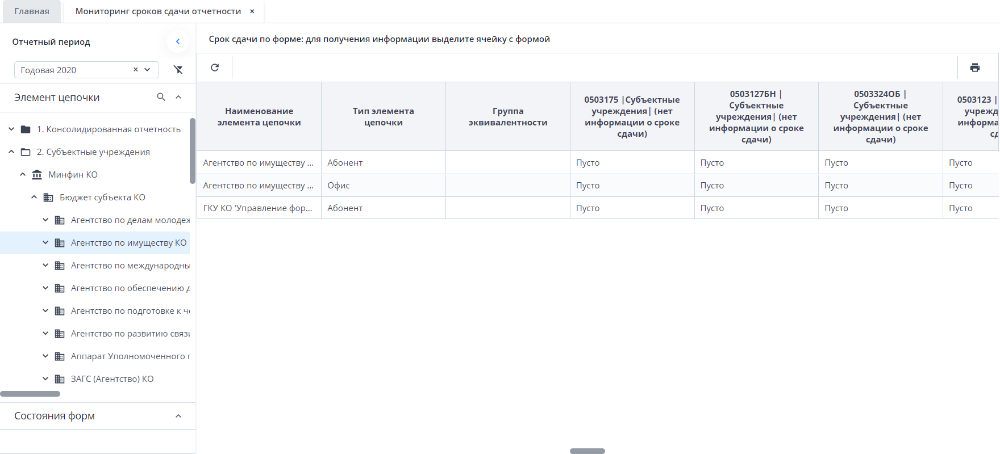 Главная
Мониторинг сроков сдачи отчетности ×
Отчетный период
Годовая 2020 ×
Элемент цепочки
1. Консолидированная отчетность
2. Субъектные учреждения
Минфин КО
Бюджет субъекта КО
Агентство по делам молодеж
Агентство по имуществу КО
Агентство по международны
Агентство по обеспечению д
Агентство по подготовке к че
Агентство по развитию связи
Аппарат Уполномоченного п
ЗАГС (Агентство) КО
Состояния форм
Срок сдачи по форме: для получения информации выделите ячейку с формой
Наименование
элемента цепочки
Тип элемента
цепочки
Группа
эквивалентности
0503175 |Субъектные
учреждения| (нет
информации о сроке
сдачи)
0503127БН |
Субъектные
учреждения| (нет
информации о сроке
сдачи)
0503324ОБ |
Субъектные
учреждения| (нет
информации о сроке
сдачи)
0503123 |
учрежд
информа
сд
Агентство по имуществу ... Абонент Пусто Пусто Пусто Пусто
Агентство по имуществу ... Офис Пусто Пусто Пусто Пусто
ГКУ КО 'Управление фор... Абонент Пусто Пусто Пусто Пусто